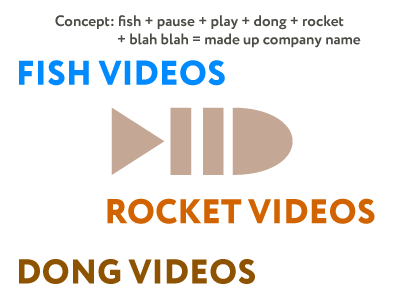 Concept: fish + pause + play + dong + rocket
+ blah blah = made up company name
FISH VIDEOS
ROCKET VIDEOS
DONG VIDEOS